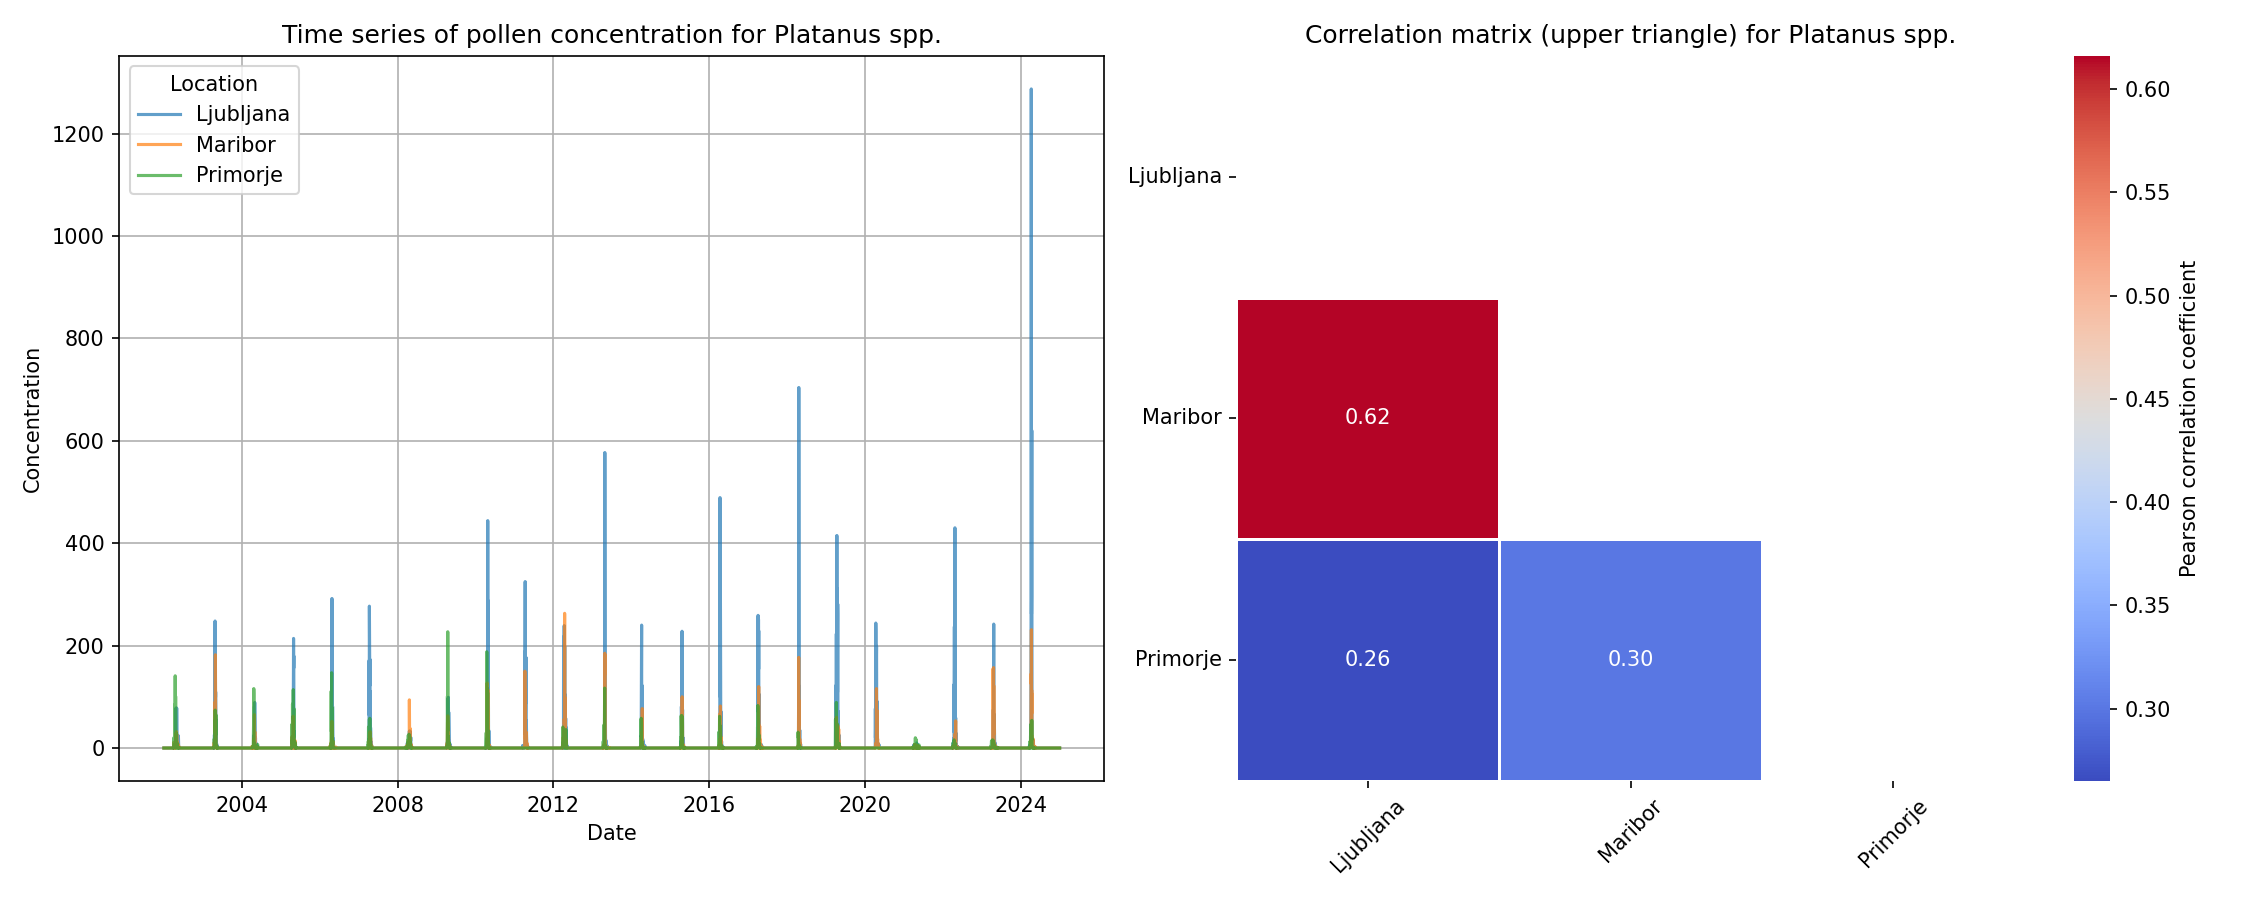 Time series of pollen concentration for Platanus spp.
Location
Ljubljana
Maribor
Primorje
1200
1000
800
600
400
200
0
Concentration
2004
2008
2012
2016
2020
2024
Date
Correlation matrix (upper triangle) for Platanus spp.
Ljubljana
Maribor
Primorje
0.62
0.26
0.30
Ljubljana
Maribor
Primorje
0.60
0.55
0.50
0.45
0.40
0.35
0.30
Pearson correlation coefficient